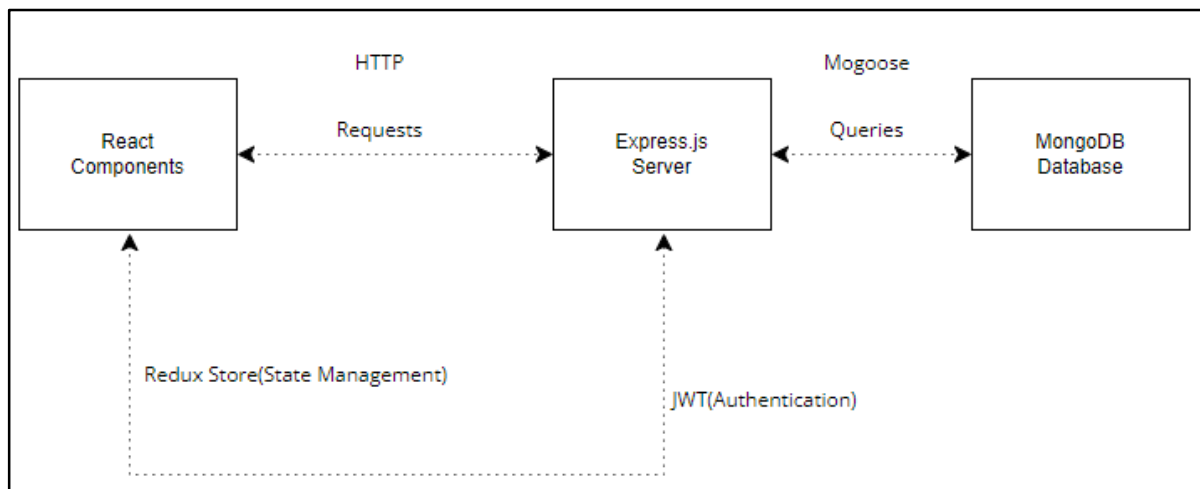 HTTP
Mogoose
React
Components
Requests
Express.js
Server
Queries
MongoDB
Database
Redux Store(State Management)
JWT(Authentication)